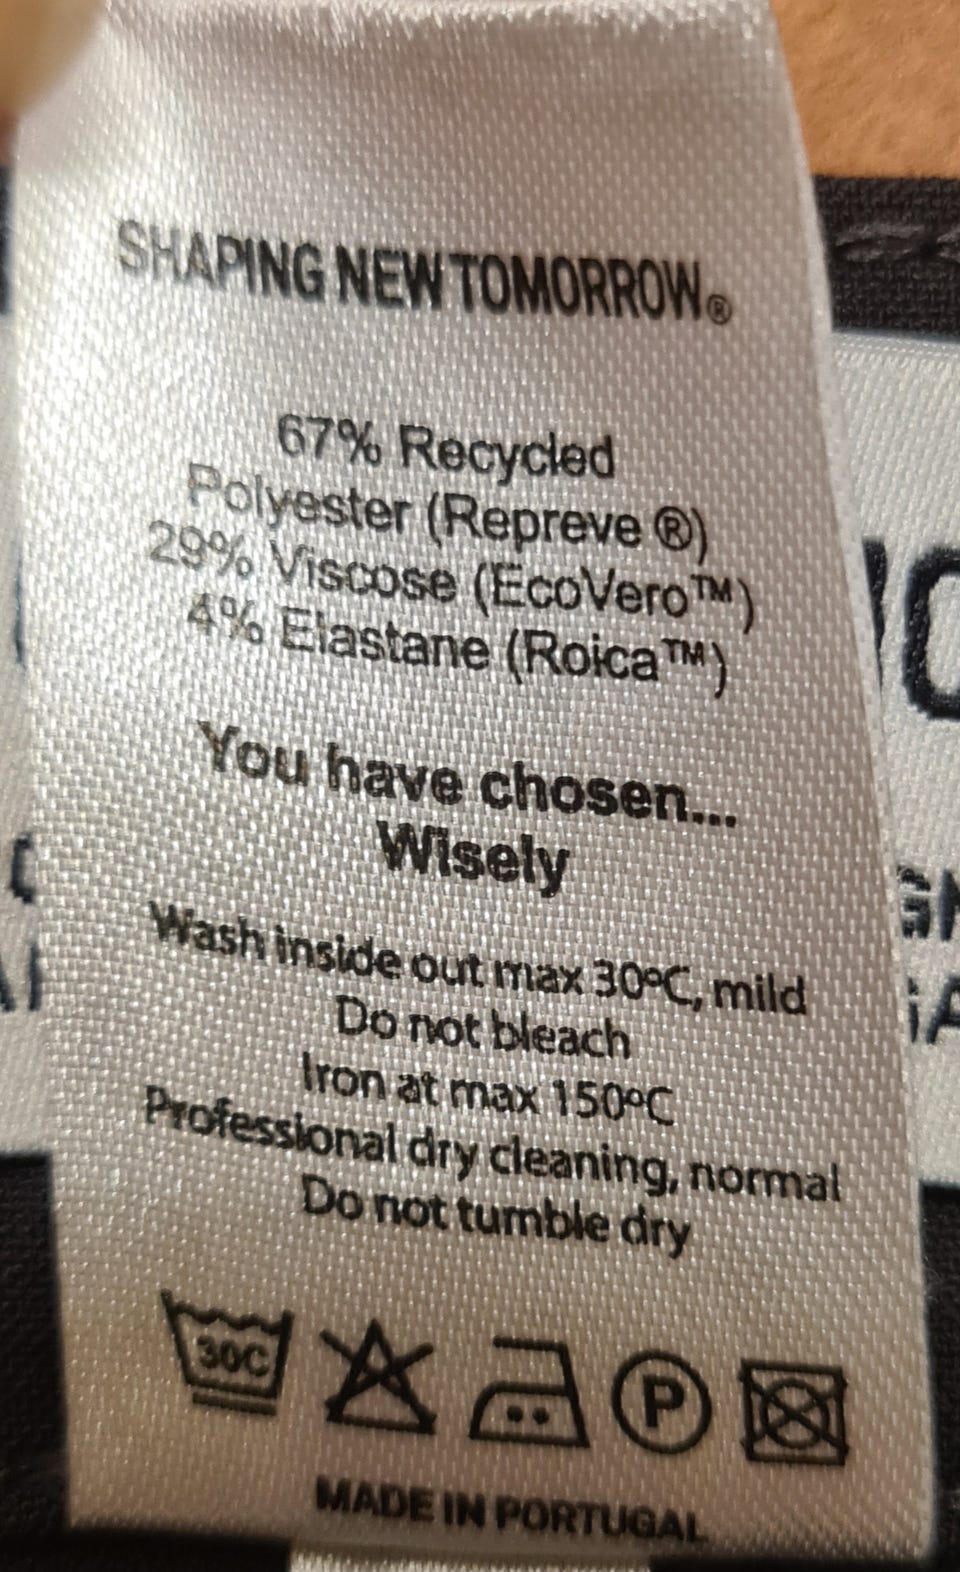 SHAPING NEW TOMORROW®
67% Recycled
Polyester (Repreve ®)
29% Viscose (EcoVero™)
4% Elastane (Roica™)
You have chosen...
Wisely
Wash inside out max 30ºC, mild
Do not bleach
Iron at max 150ºC
Professional dry cleaning, normal
Do not tumble dry
30C
P
MADE IN PORTUGAL